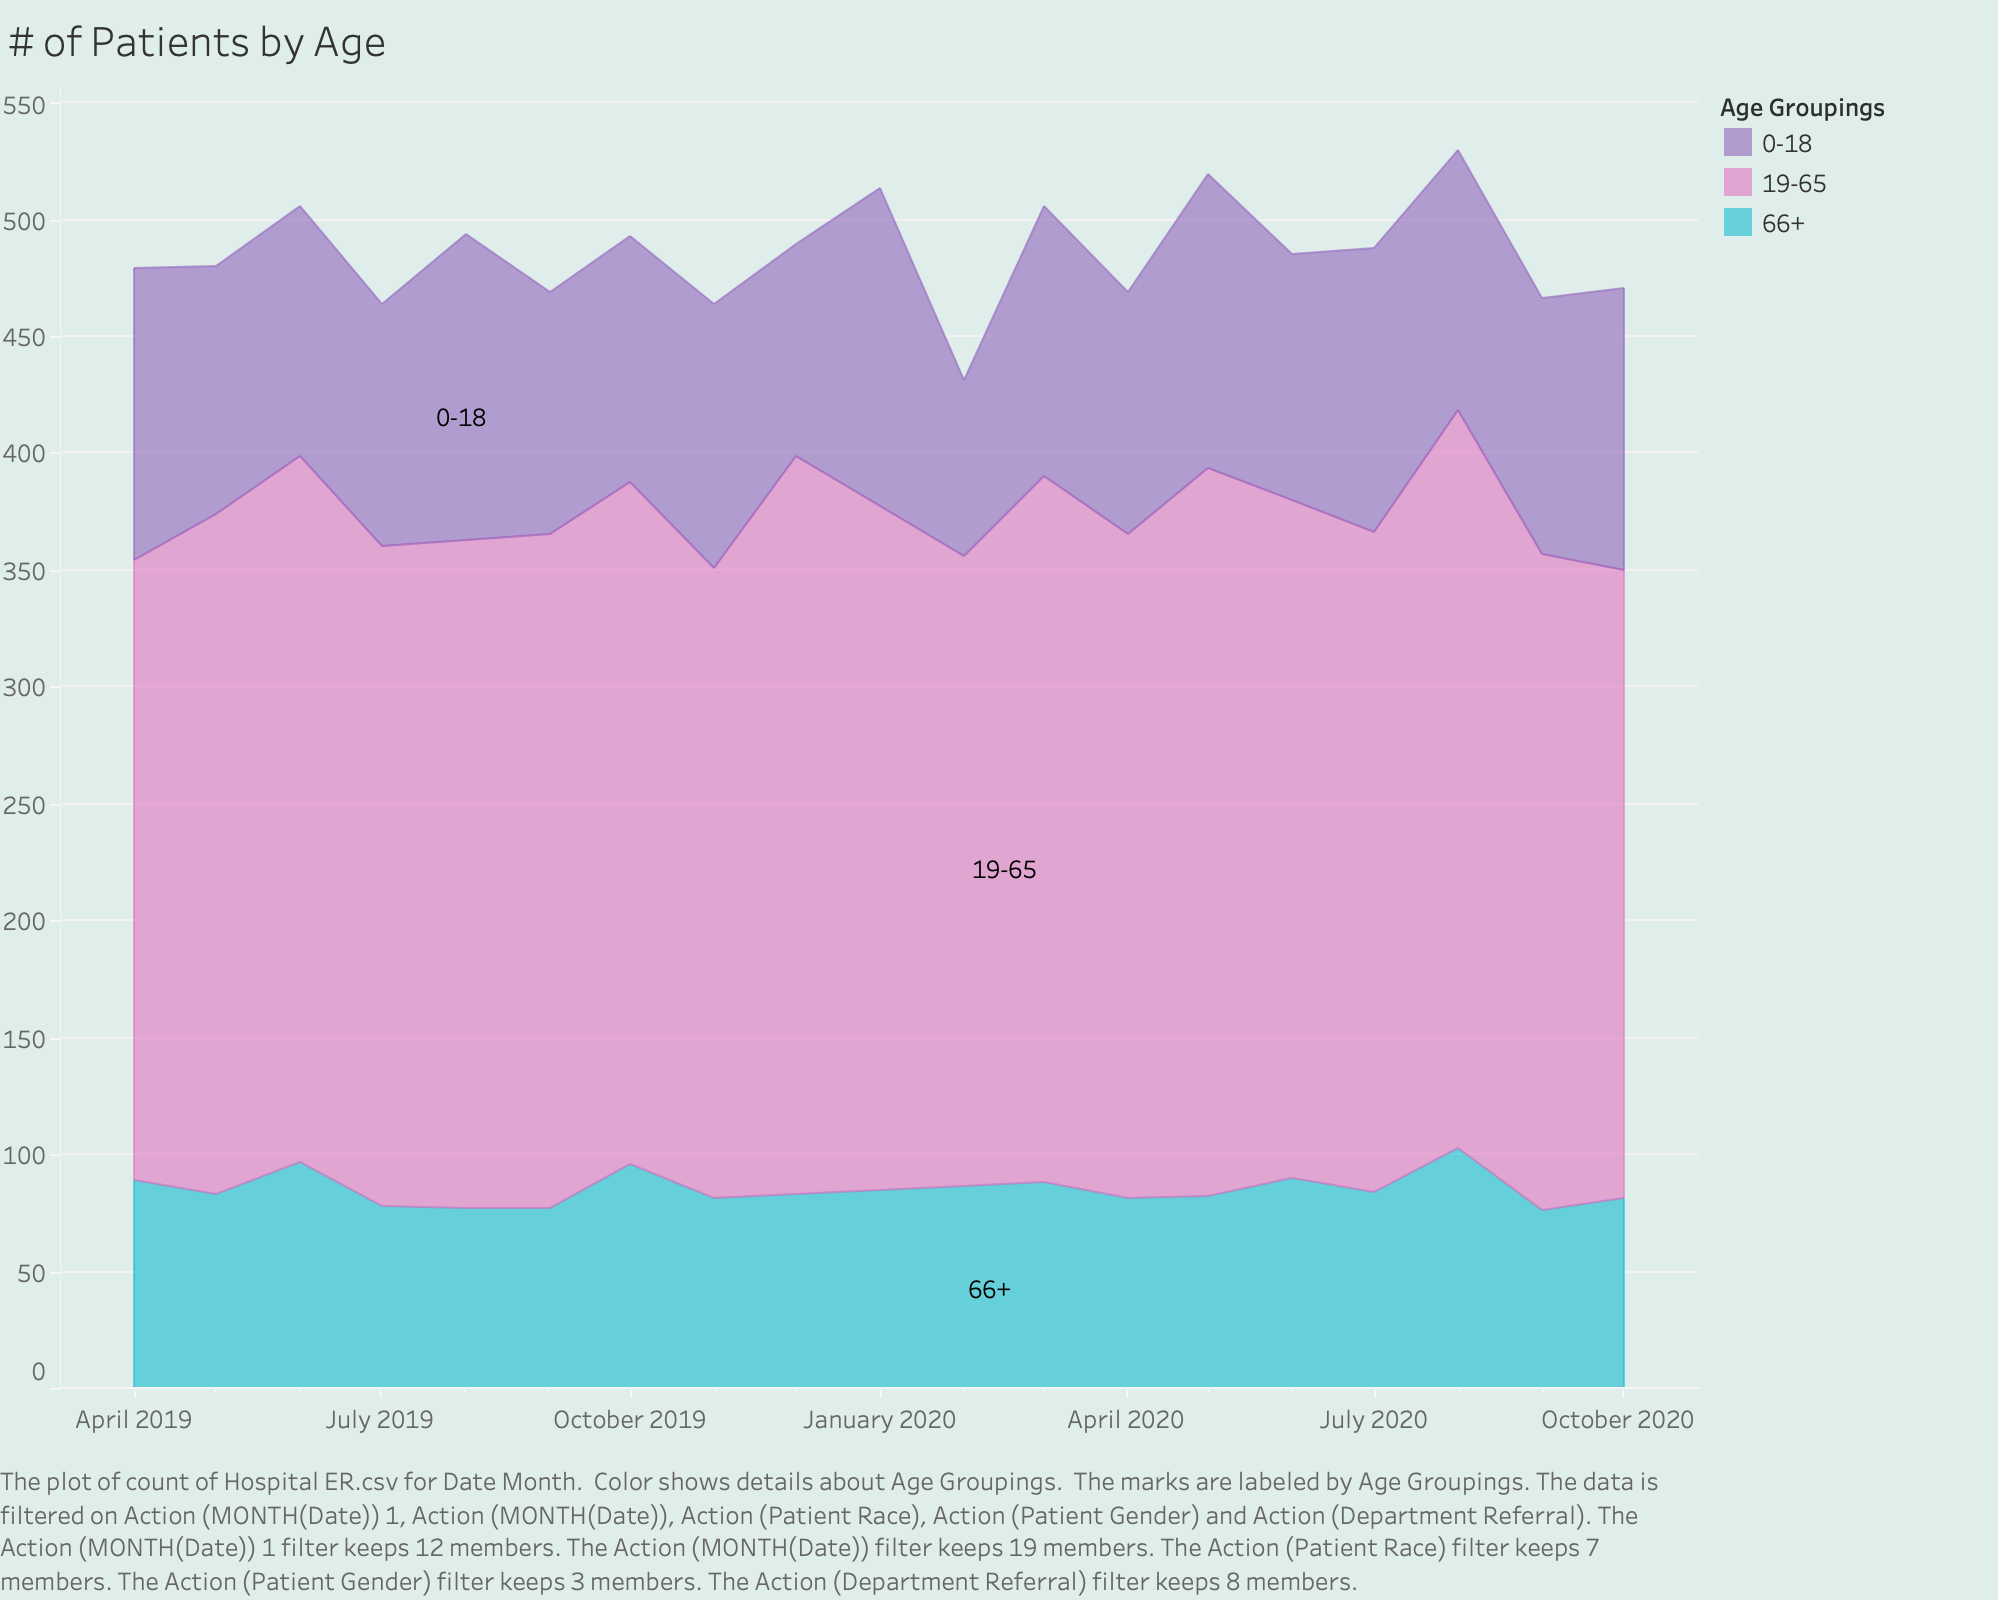 # of Patients by Age
550
500
450
400
350
300
250
200
150
100
50
0
0-18
19-65
66+
April 2019
July 2019
October 2019
January 2020
April 2020
July 2020
October 2020
Age Groupings
0-18
19-65
66+
The plot of count of Hospital ER.csv for Date Month.  Color shows details about Age Groupings.  The marks are labeled by Age Groupings. The data is
filtered on Action (MONTH(Date)) 1, Action (MONTH(Date)), Action (Patient Race), Action (Patient Gender) and Action (Department Referral). The
Action (MONTH(Date)) 1 filter keeps 12 members. The Action (MONTH(Date)) filter keeps 19 members. The Action (Patient Race) filter keeps 7
members. The Action (Patient Gender) filter keeps 3 members. The Action (Department Referral) filter keeps 8 members.